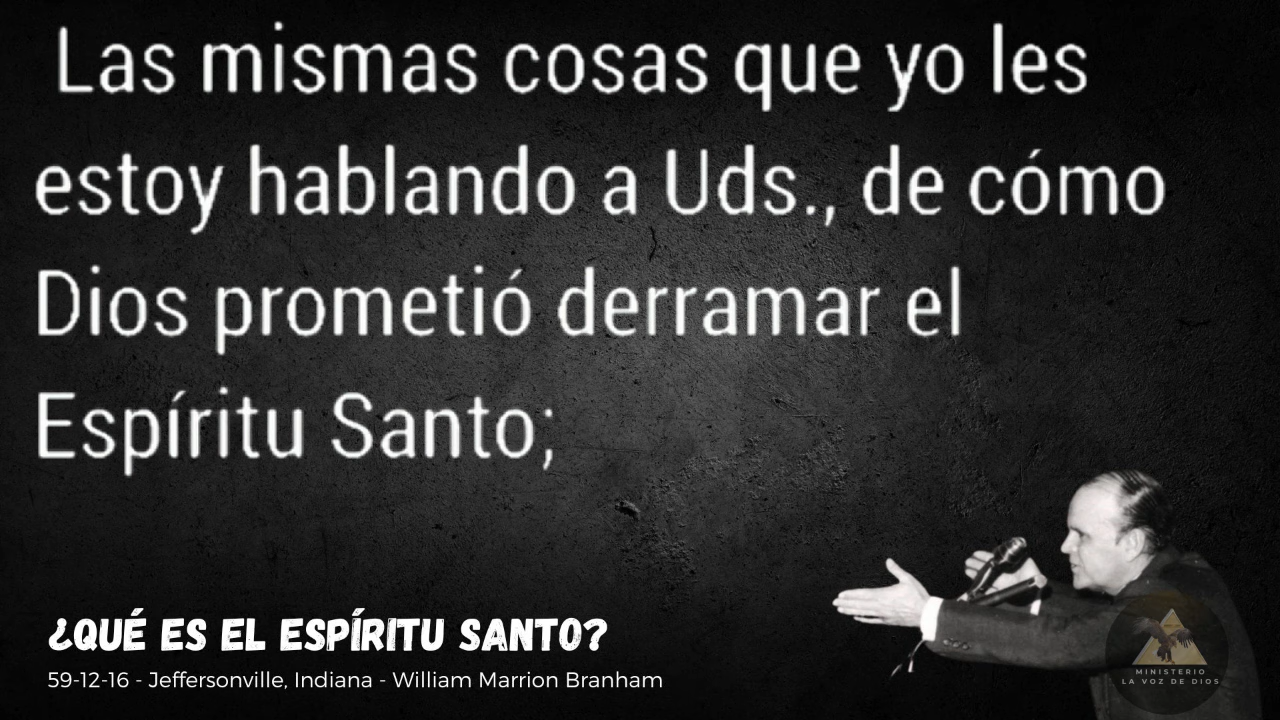 Las mismas cosas que yo les
estoy hablando a Uds., de cómo
Dios prometió derramar el
Espíritu Santo;
¿QUÉ ES EL ESPÍRITU SANTO?
59-12-16 - Jeffersonville, Indiana - William Marrion Branham
MINISTERIO
LA VOZ DE DIOS